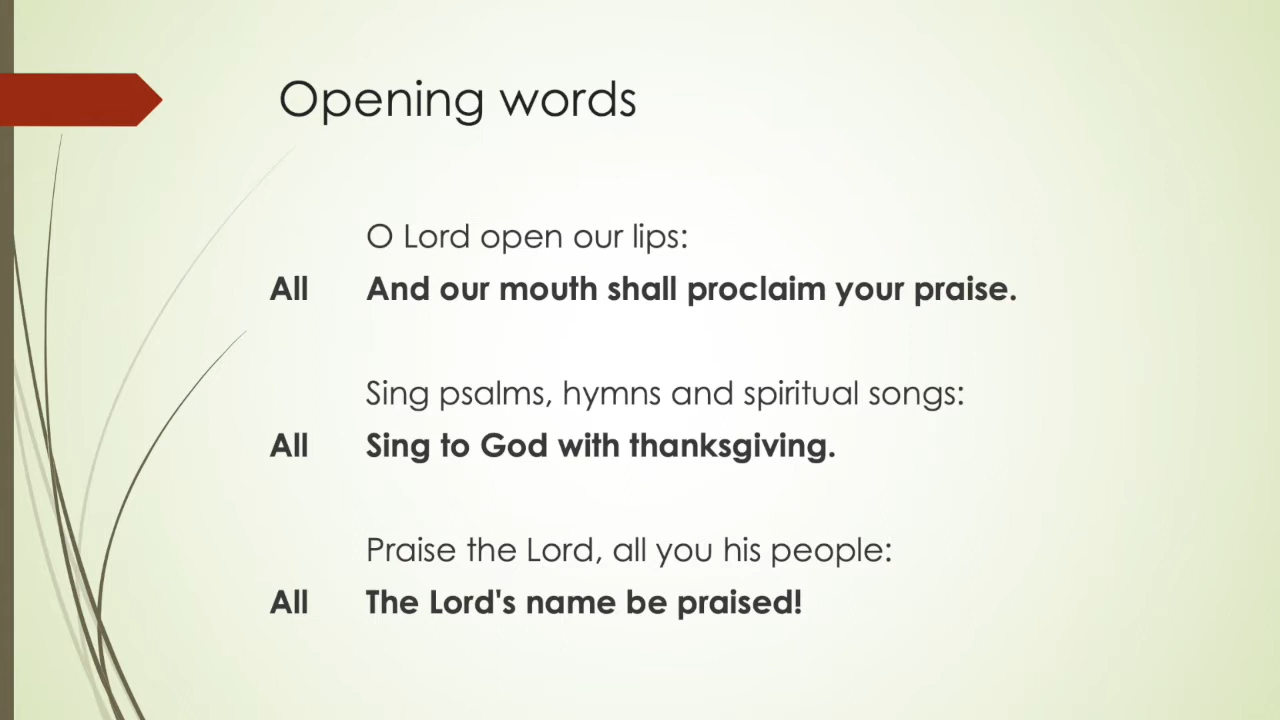 Opening words
O Lord open our lips:
All And our mouth shall proclaim your praise.
Sing psalms, hymns and spiritual songs:
All Sing to God with thanksgiving.
Praise the Lord, all you his people:
All The Lord's name be praised!